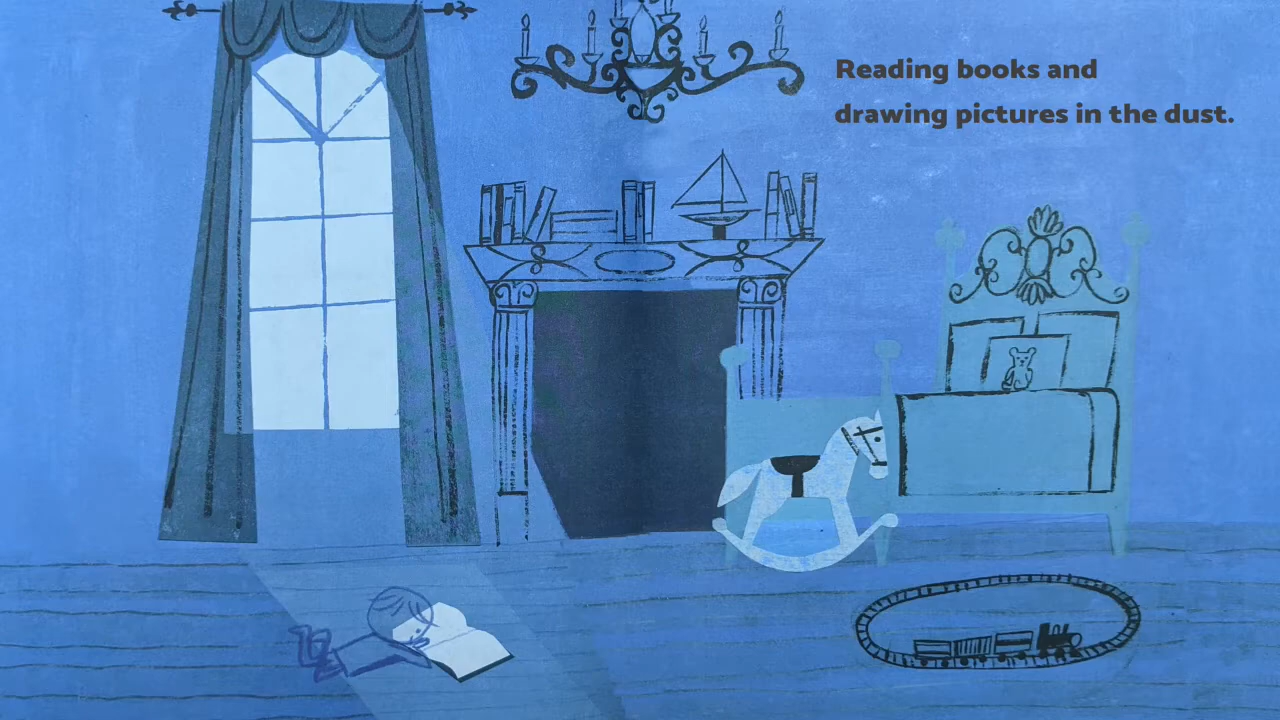 Reading books and
drawing pictures in the dust.